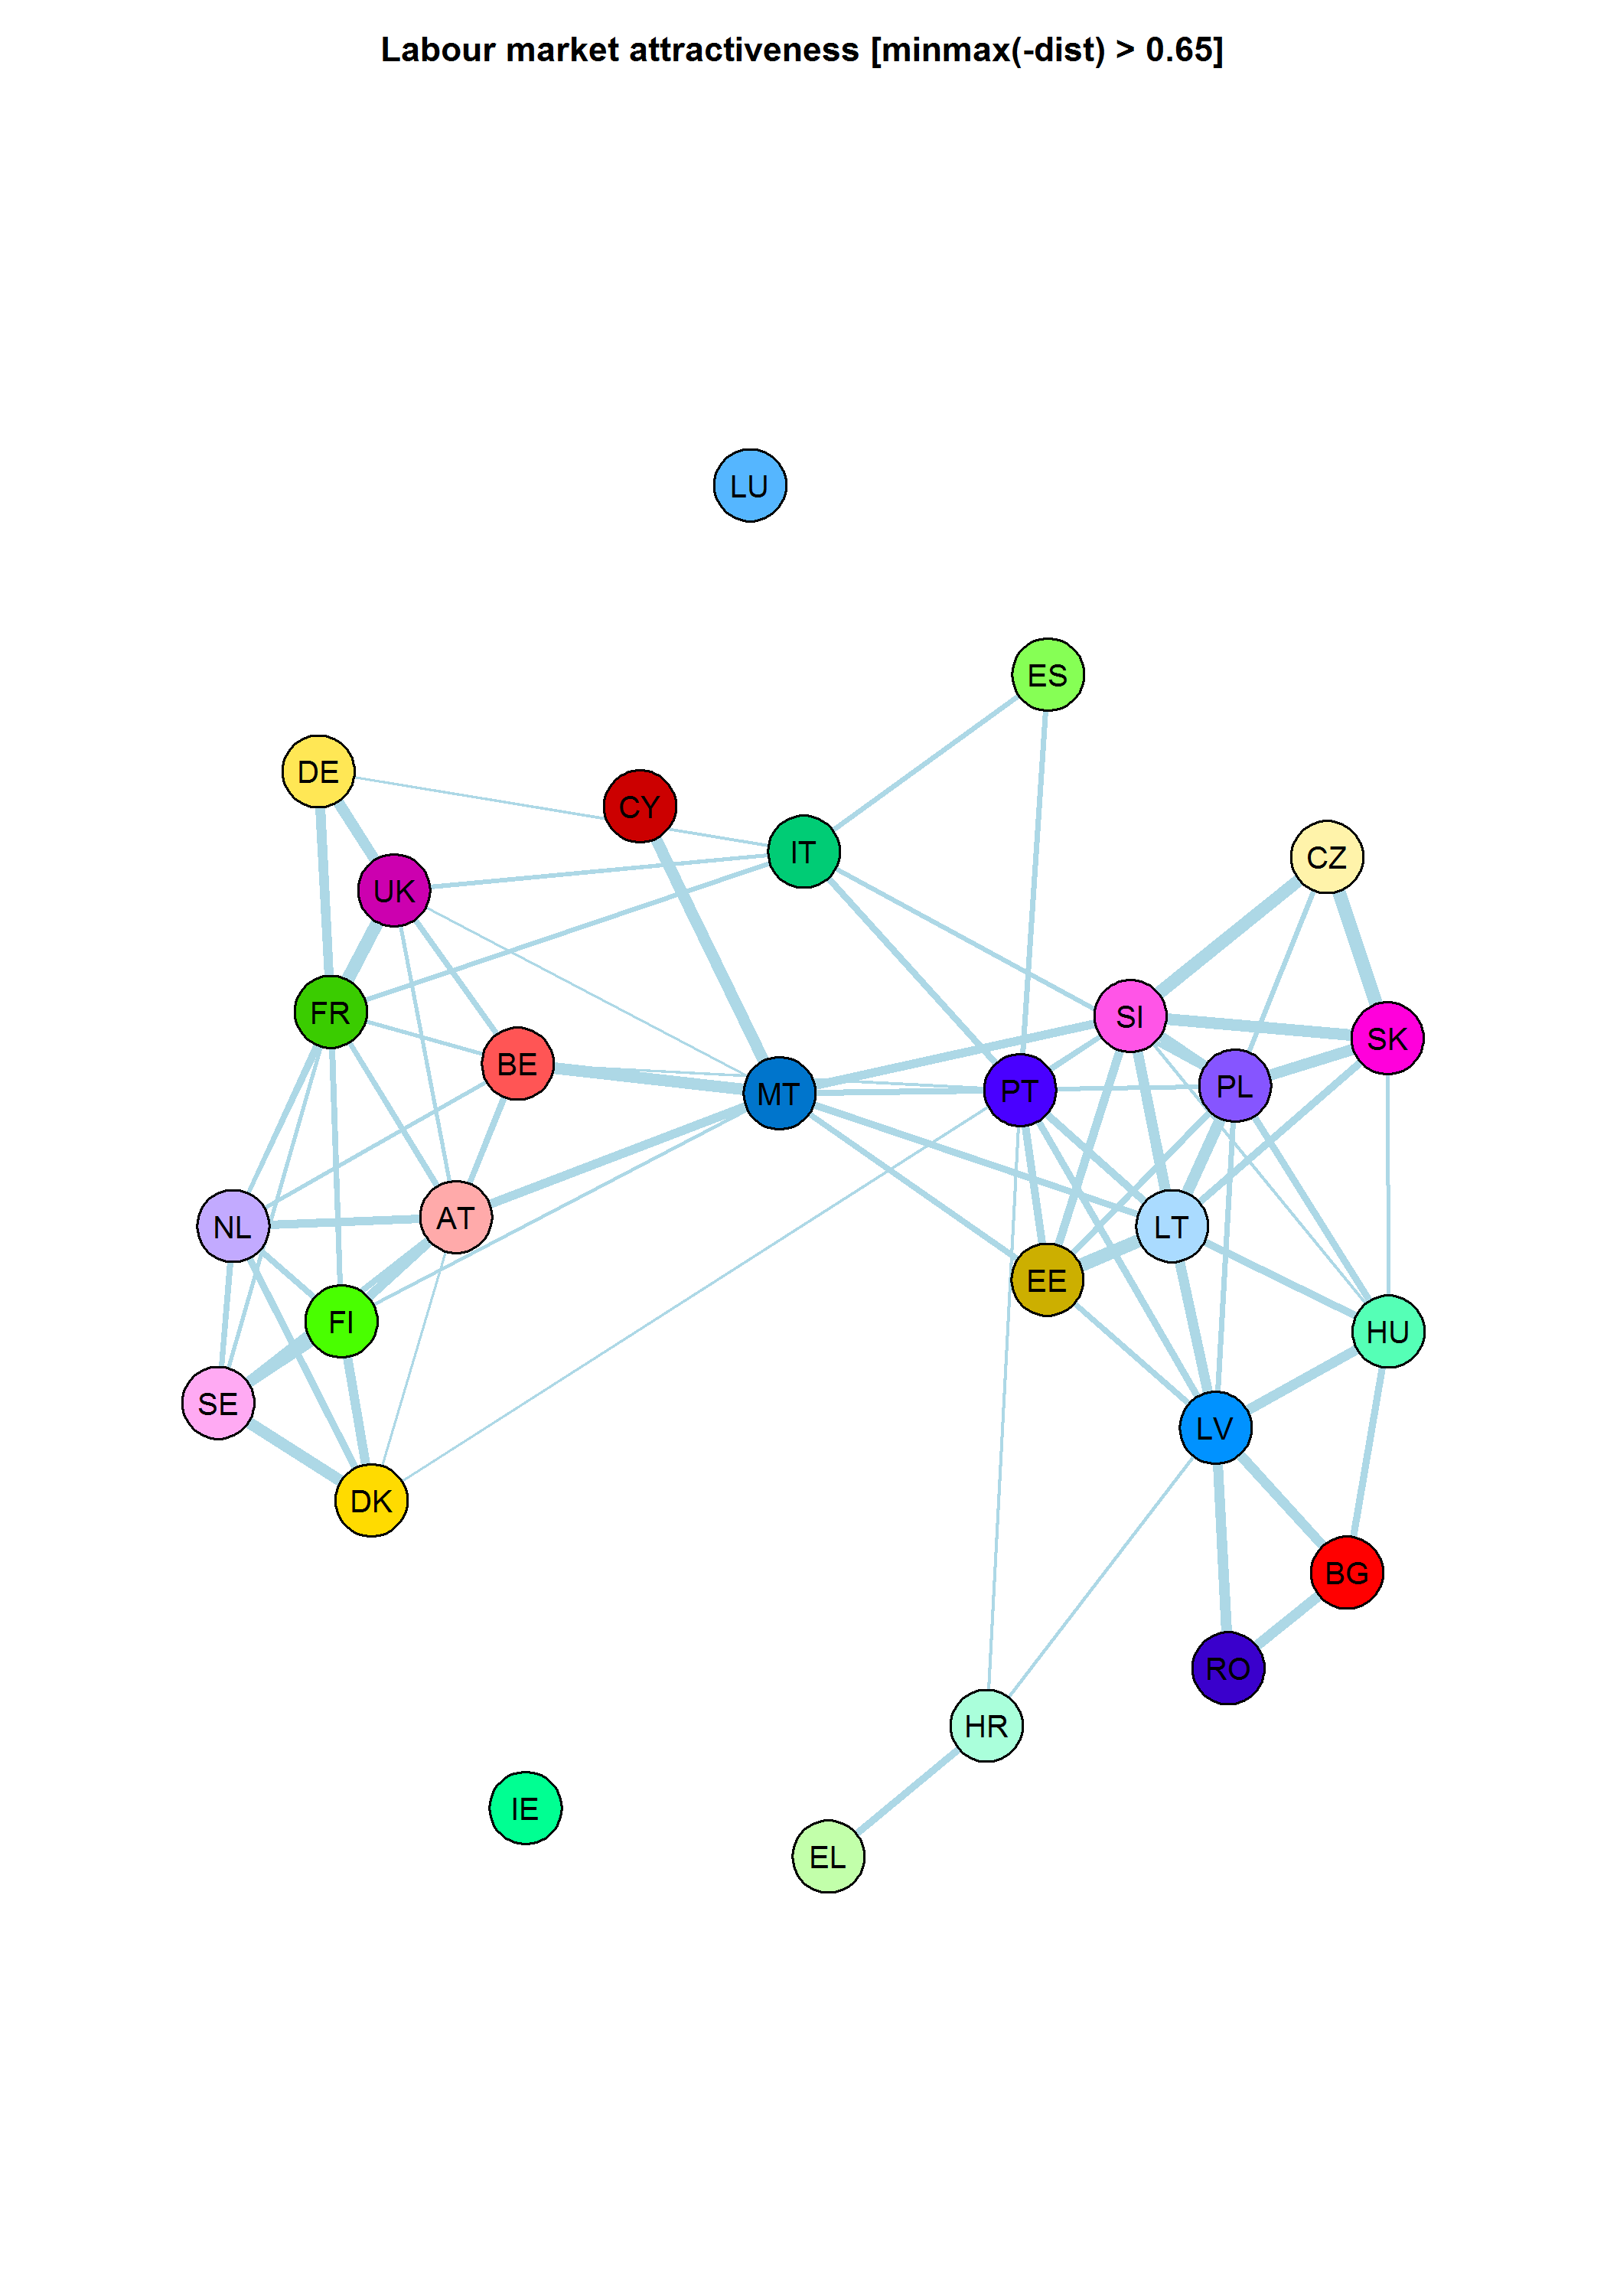 Labour market attractiveness [minmax(-dist) > 0.65]
LU
ES
DE
CY
IT
CZ
UK
FR
SI
SK
BE
MT
PT
PL
NL
AT
LT
EE
FI
HU
SE
LV
DK
BG
RO
HR
IE
EL